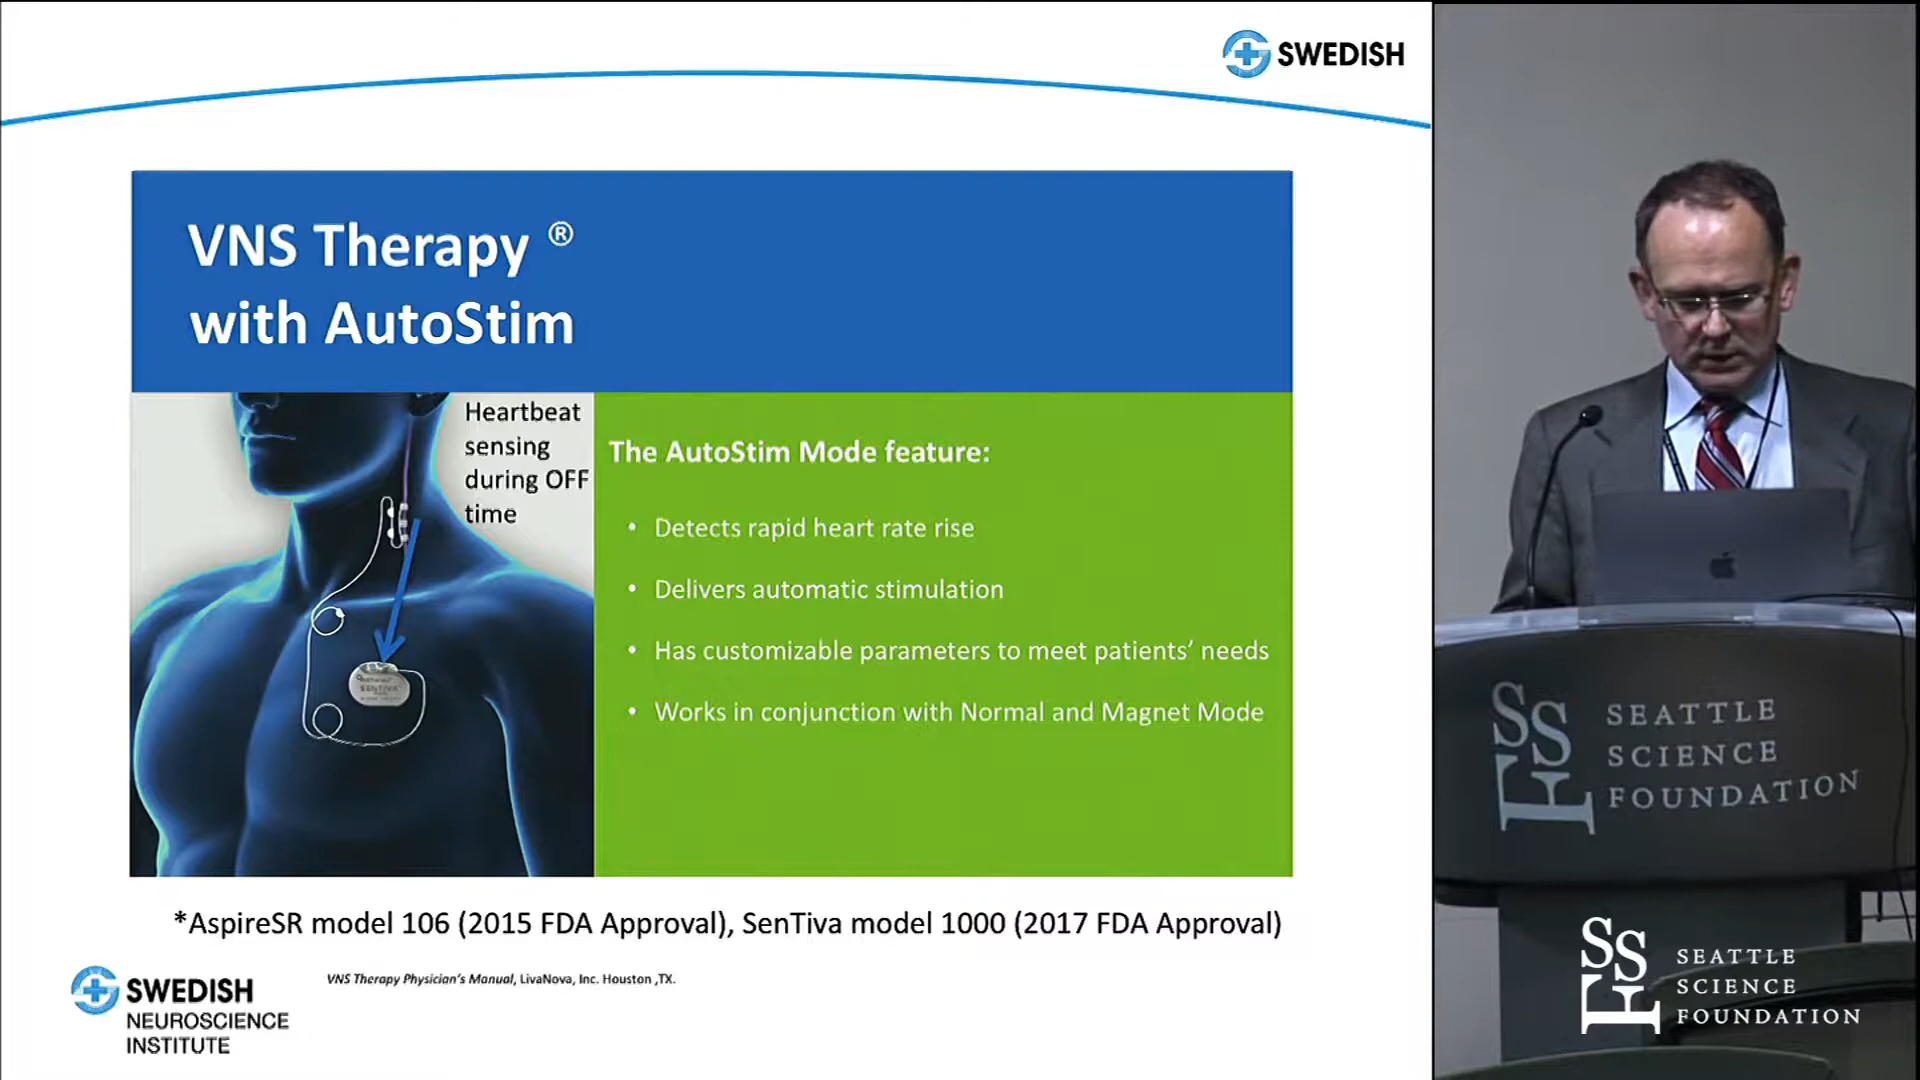 SWEDISH
VNS Therapy ®
with AutoStim
Heartbeat
sensing
during OFF
time
The AutoStim Mode feature:
• Detects rapid heart rate rise
• Delivers automatic stimulation
• Has customizable parameters to meet patients’ needs
• Works in conjunction with Normal and Magnet Mode
SENTIVA
*AspireSR model 106 (2015 FDA Approval), SenTiva model 1000 (2017 FDA Approval)
VNS Therapy Physician's Manual, LivaNova, Inc. Houston ,TX.
SWEDISH
NEUROSCIENCE
INSTITUTE
SSF
SEATTLE
SCIENCE
FOUNDATION
SSF
SEATTLE
SCIENCE
FOUNDATION